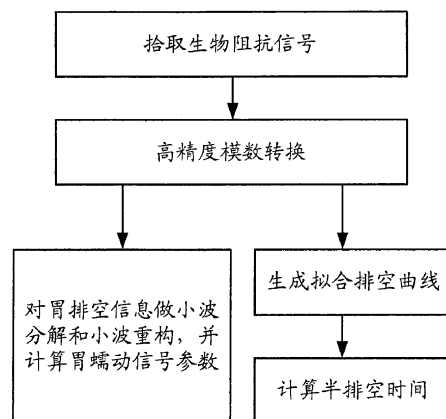 拾取生物阻抗信号
高精度模数转换
对胃排空信息做小波
分解和小波重构，并
计算胃蠕动信号参数
生成拟合排空曲线
计算半排空时间